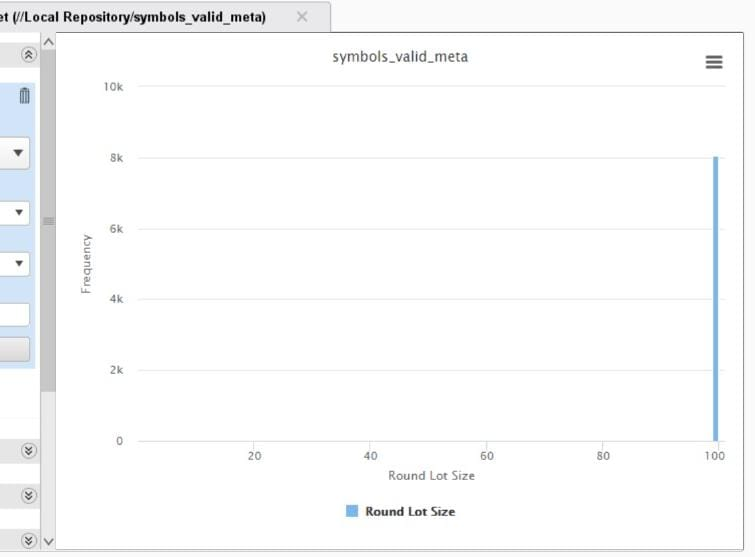 et (//Local Repository/symbols_valid_meta)
symbols_valid_meta
10k
8k
6k
4k
2k
0
Frequency
20 40 60 80 100
Round Lot Size
Round Lot Size